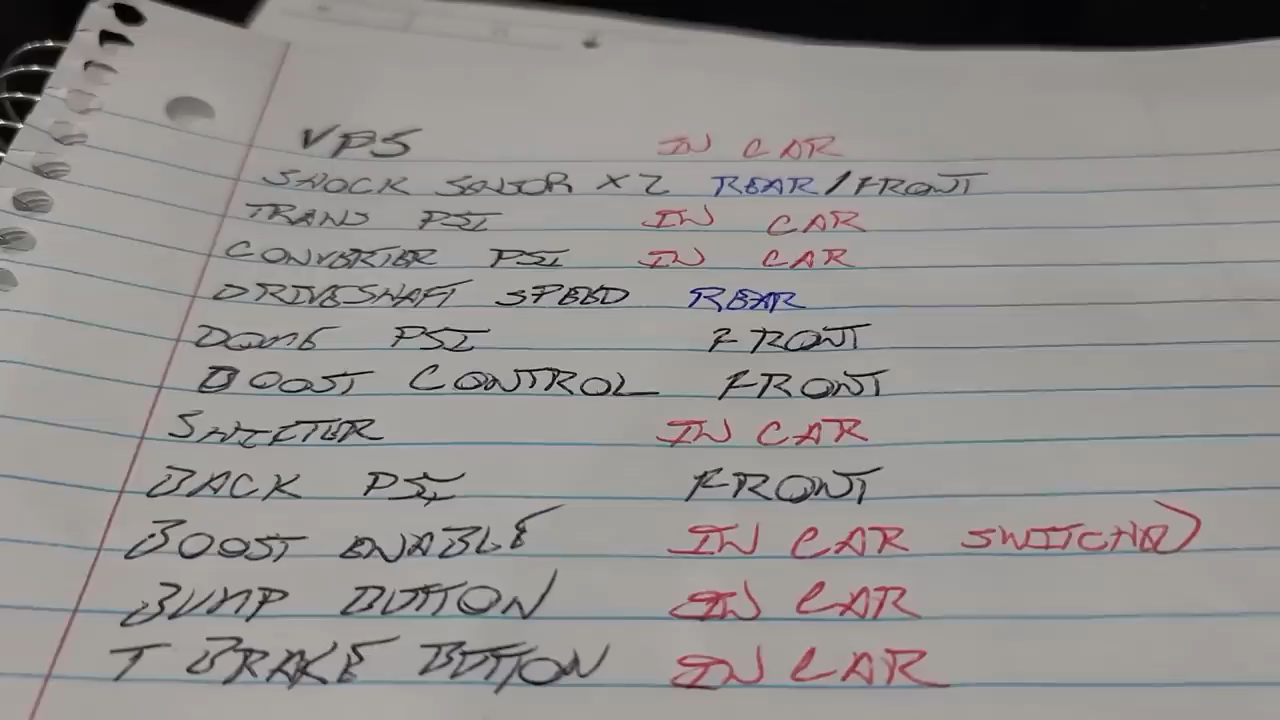 VPS IN CAR
SHOCK SENSOR X2 REAR/FRONT
TRANS PSI IN CAR
CONVERTER PSI IN CAR
DRIVESHAFT SPEED REAR
DOME PSI FRONT
BOOST CONTROL FRONT
SHIFTER IN CAR
BACK PSI FRONT
BOOST ENABLE IN CAR SWITCHED
BUMP BUTTON IN CAR
T BRAKE BUTTON IN CAR